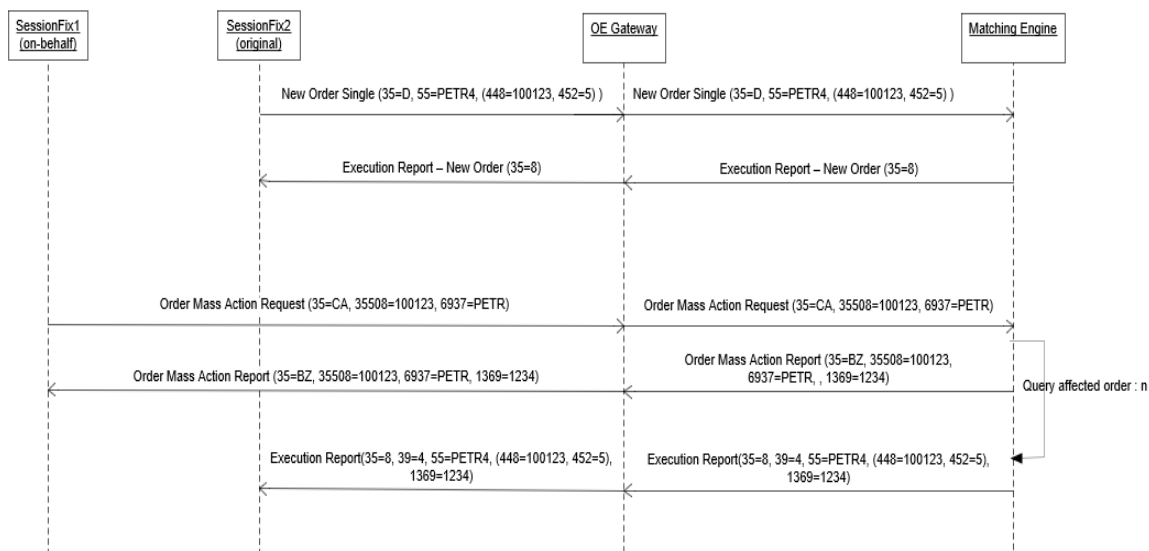 SessionFix1
(on-behalf)
SessionFix2
(original)
OE Gateway
Matching Engine
New Order Single (35=D, 55=PETR4, (448=100123, 452=5) )
New Order Single (35=D, 55=PETR4, (448=100123, 452=5) )
Execution Report – New Order (35=8)
Execution Report – New Order (35=8)
Order Mass Action Request (35=CA, 35508=100123, 6937=PETR)
Order Mass Action Request (35=CA, 35508=100123, 6937=PETR)
Order Mass Action Report (35=BZ, 35508=100123, 6937=PETR, 1369=1234)
Order Mass Action Report (35=BZ, 35508=100123,
6937=PETR, , 1369=1234)
Query affected order : n
Execution Report(35=8, 39=4, 55=PETR4, (448=100123, 452=5),
1369=1234)
Execution Report(35=8, 39=4, 55=PETR4, (448=100123, 452=5),
1369=1234)